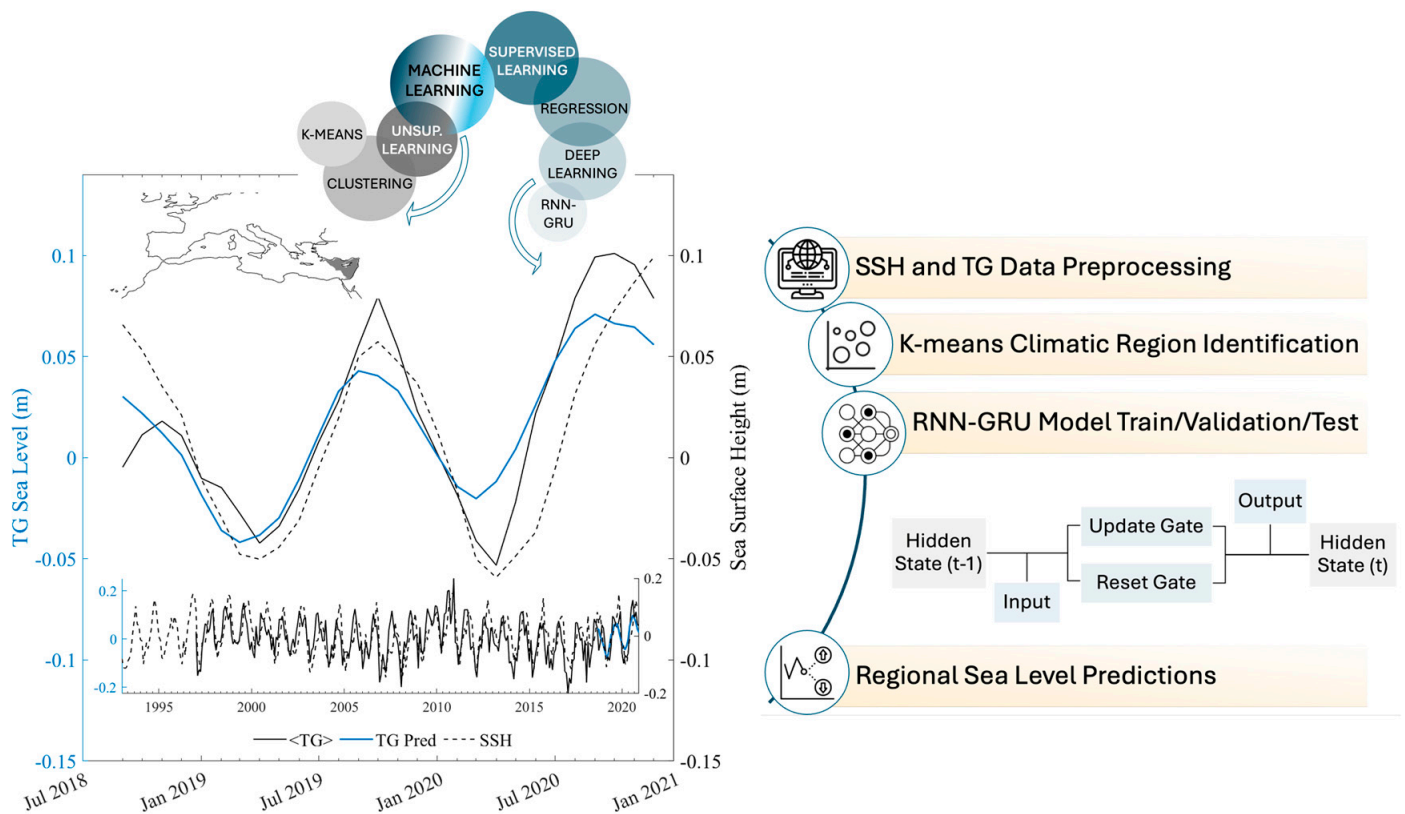 MACHINE
LEARNING
SUPERVISED
LEARNING
REGRESSION
DEEP
LEARNING
RNN-
GRU
UNSUP.
LEARNING
K-MEANS
CLUSTERING
TG Sea Level (m)
0.1
0.05
0
-0.05
-0.1
-0.15
Sea Surface Height (m)
0.1
0.05
0
-0.05
-0.1
-0.15
0.2
0
-0.2
0.2
0
-0.2
1995 2000 2005 2010 2015 2020
<TG> TG Pred SSH
Jul 2018 Jan 2019 Jul 2019 Jan 2020 Jul 2020 Jan 2021
SSH and TG Data Preprocessing
K-means Climatic Region Identification
RNN-GRU Model Train/Validation/Test
Hidden
State (t-1)
Input
Update Gate
Reset Gate
Output
Hidden
State (t)
Regional Sea Level Predictions